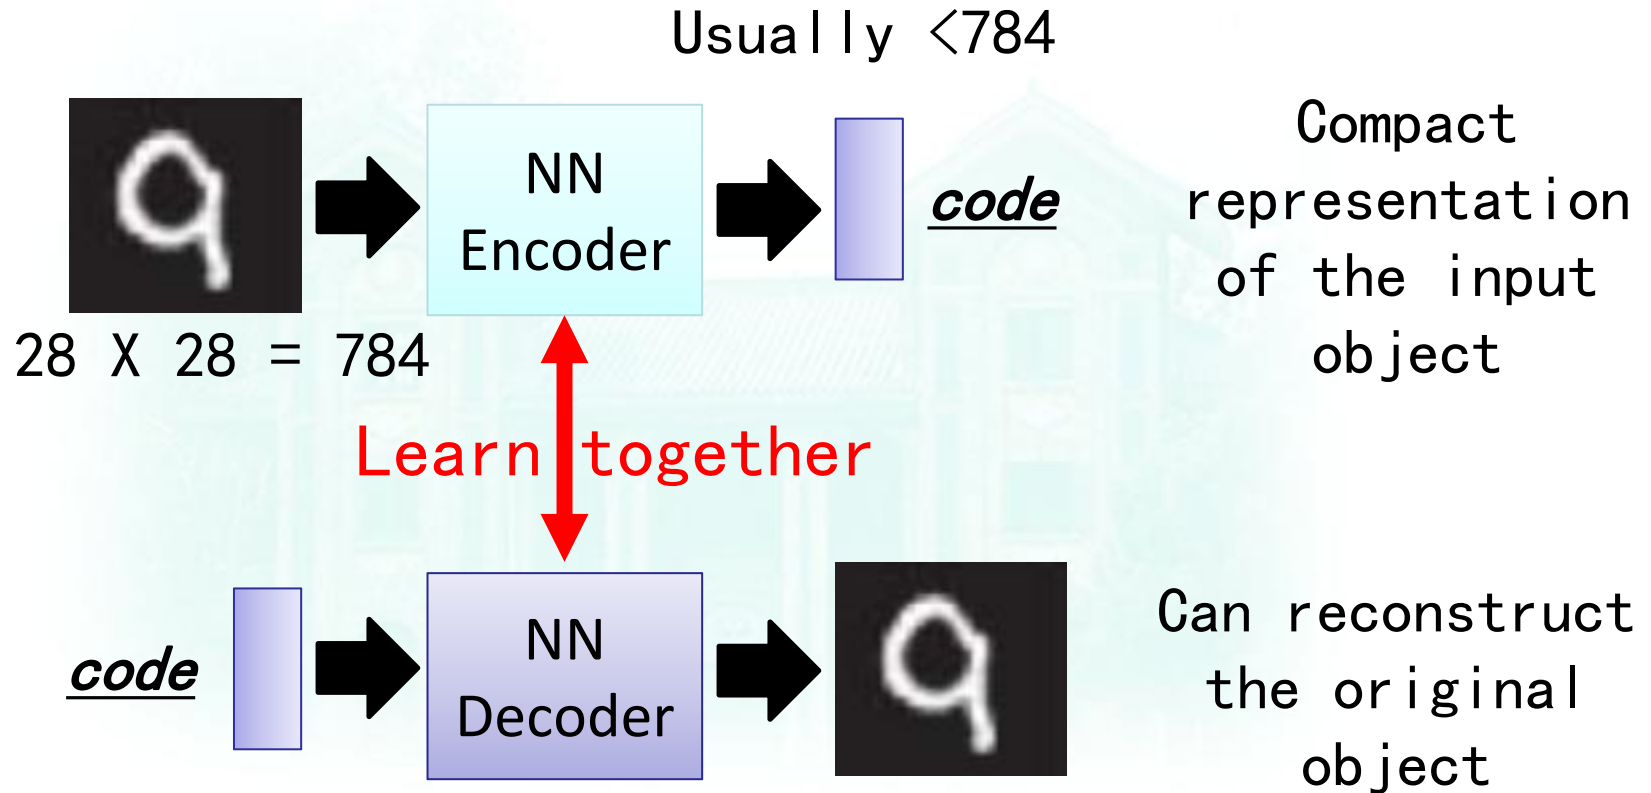 Usually <784
NN
Encoder
code
Compact
representation
of the input
object
28 X 28 = 784
Learn together
code
NN
Decoder
Can reconstruct
the original
object